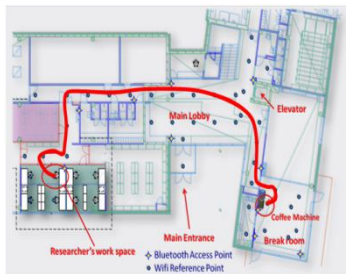 Elevator
Main Lobby
Coffee Machine
Researcher's work space
Main Entrance
Break room
Bluetooth Access Point
Wifi Reference Point